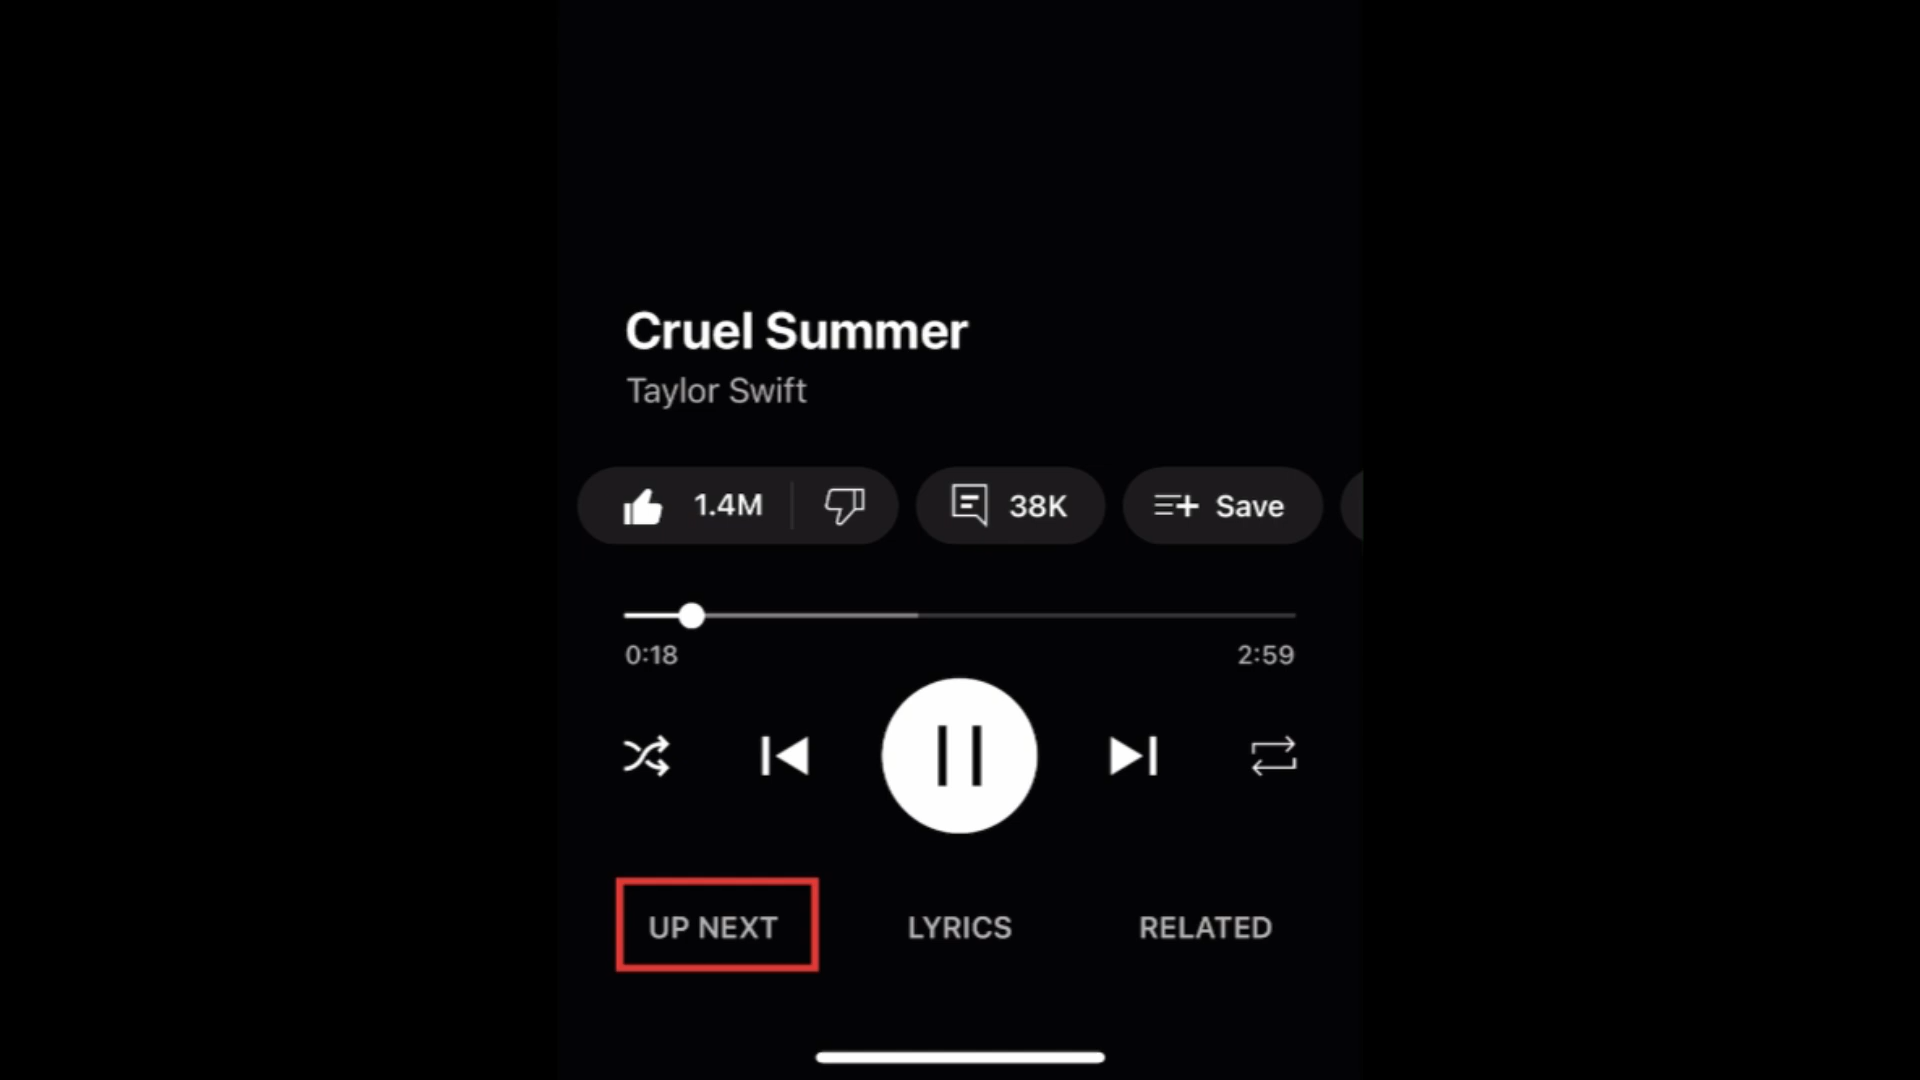 Cruel Summer
Taylor Swift
1.4M 38K Save
0:18 2:59
UP NEXT LYRICS RELATED